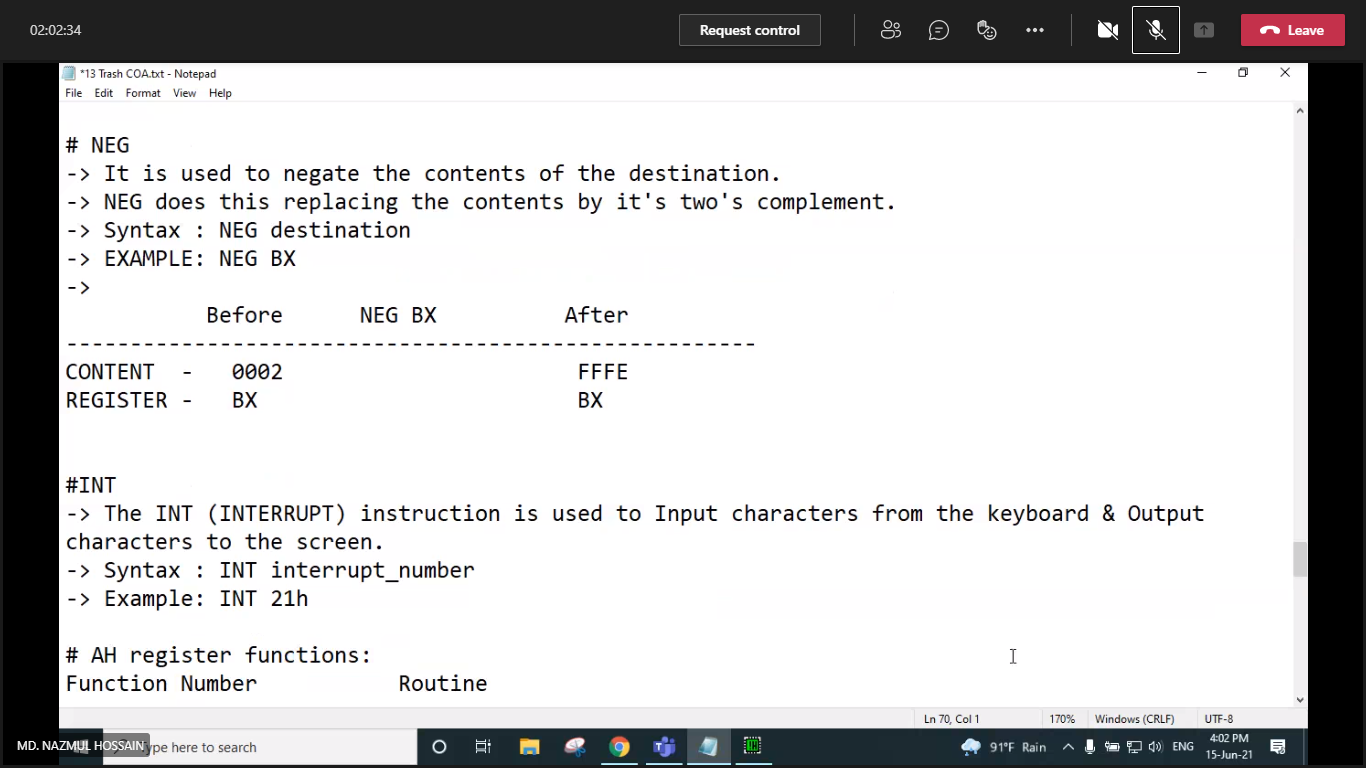 02:02:34
Request control
Leave
*13 Trash COA.txt - Notepad
File Edit Format View Help
# NEG
-> It is used to negate the contents of the destination.
-> NEG does this replacing the contents by it's two's complement.
-> Syntax : NEG destination
-> EXAMPLE: NEG BX
->
Before NEG BX After
------------------------------------------------------
CONTENT - 0002 FFFE
REGISTER - BX BX
#INT
-> The INT (INTERRUPT) instruction is used to Input characters from the keyboard & Output
characters to the screen.
-> Syntax : INT interrupt_number
-> Example: INT 21h
# AH register functions:
Function Number Routine
Ln 70, Col 1 170% Windows (CRLF) UTF-8
MD. NAZMUL HOSSAIN
ype here to search
91°F Rain
ENG
4:02 PM
15-Jun-21